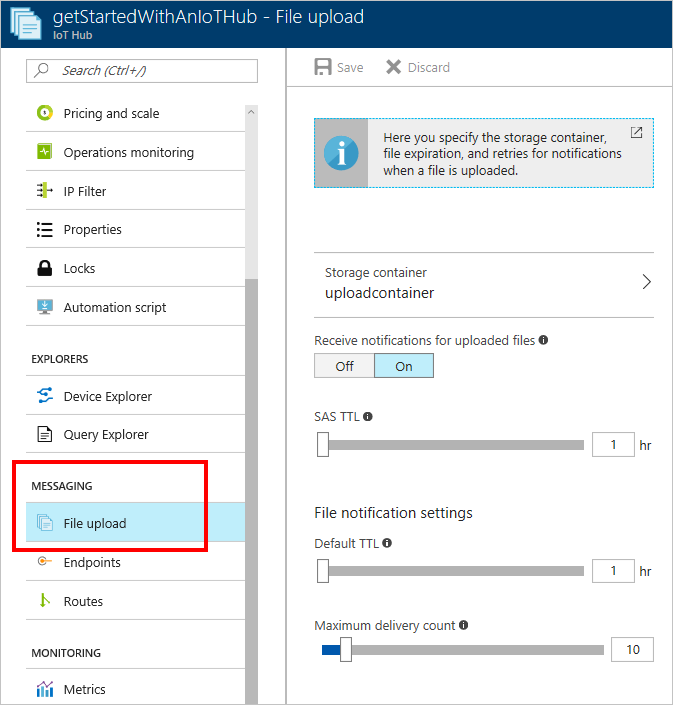 getStartedWithAnIoTHub - File upload
IoT Hub
Search (Ctrl+/)
Pricing and scale
Operations monitoring
IP Filter
Properties
Locks
Automation script
EXPLORERS
Device Explorer
Query Explorer
MESSAGING
File upload
Endpoints
Routes
MONITORING
Metrics
Save
Discard
Here you specify the storage container,
file expiration, and retries for notifications
when a file is uploaded.
Storage container
uploadcontainer
Receive notifications for uploaded files
Off
On
SAS TTL
1
hr
File notification settings
Default TTL
1
hr
Maximum delivery count
10